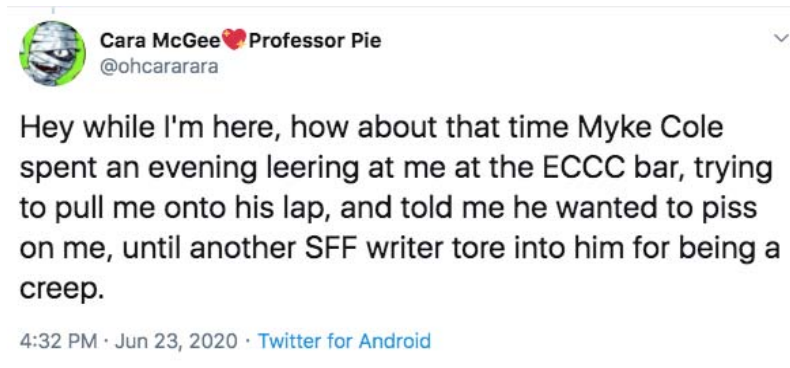 Cara McGee💖Professor Pie
@ohcararara
Hey while I'm here, how about that time Myke Cole
spent an evening leering at me at the ECCC bar, trying
to pull me onto his lap, and told me he wanted to piss
on me, until another SFF writer tore into him for being a
creep.
4:32 PM · Jun 23, 2020 · Twitter for Android